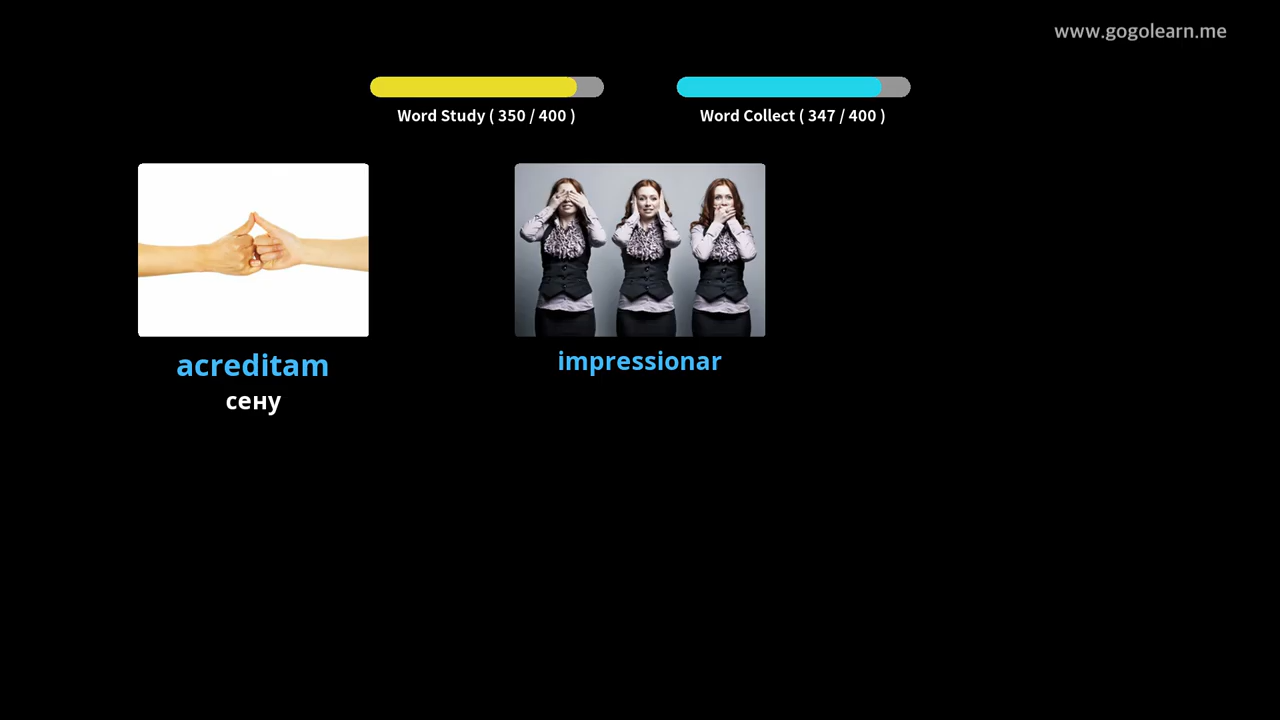 www.gogolearn.me
Word Study ( 350 / 400 )
Word Collect ( 347 / 400 )
acreditam
impressionar
сену